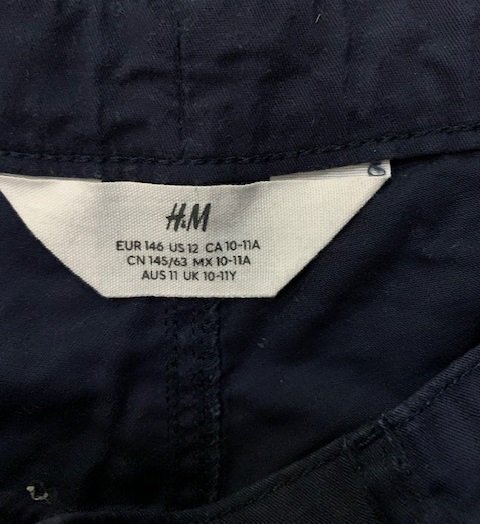 H&M
EUR 146 US 12 CA 10-11A
CN 145/63 MX 10-11A
AUS 11 UK 10-11Y